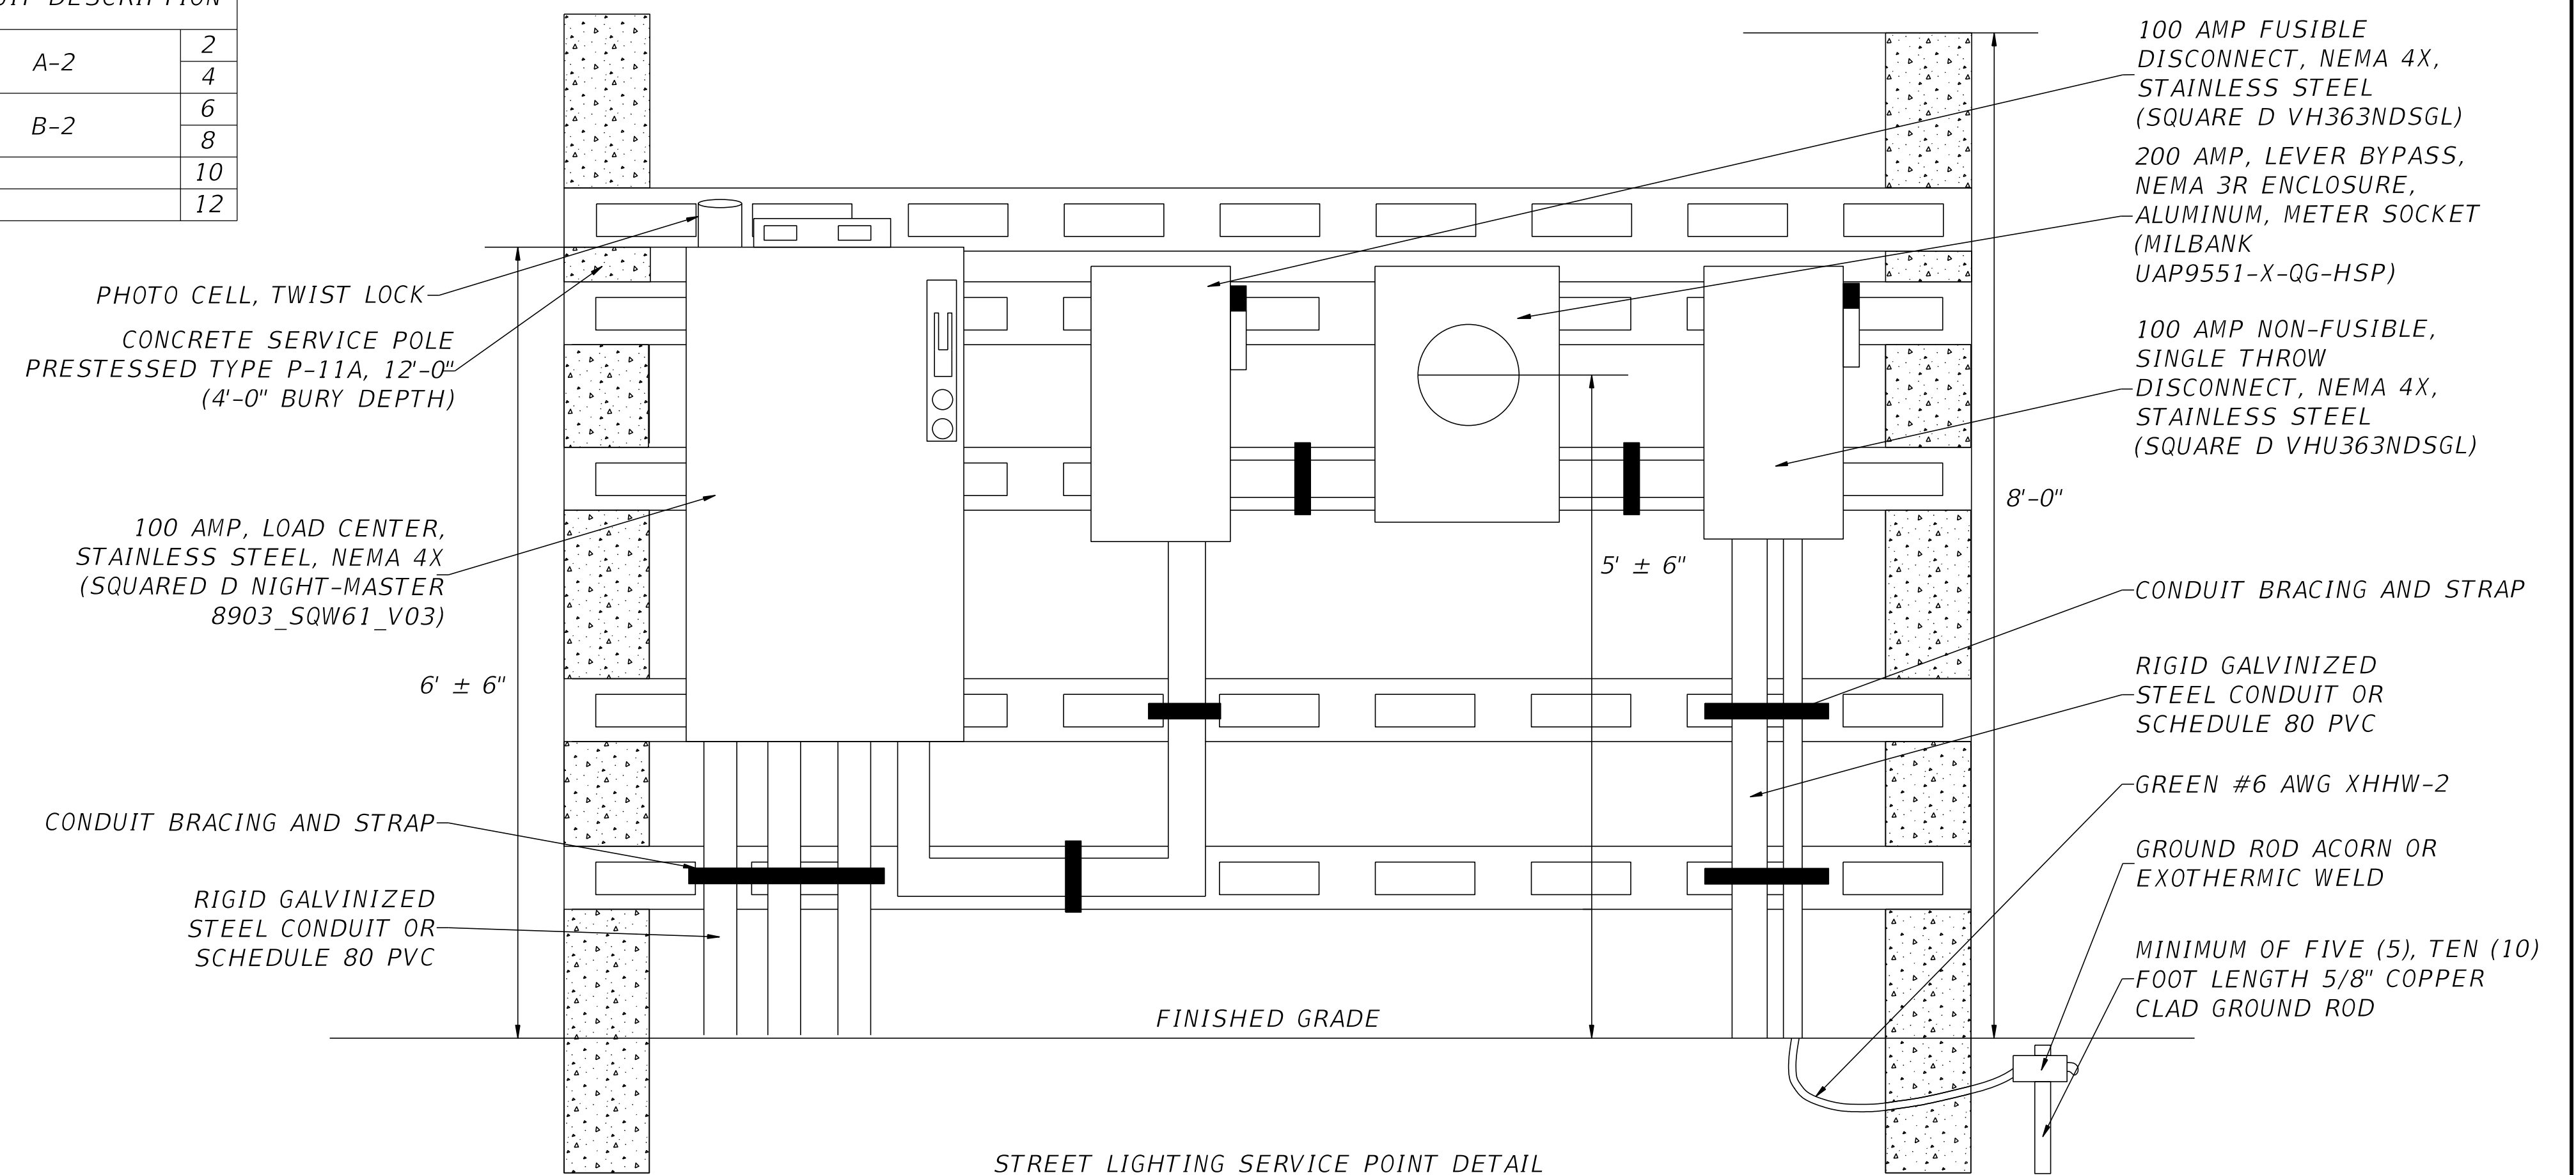 DESCRIPTION
A-2
2
4
B-2
6
8
10
12
PHOTO CELL, TWIST LOCK
CONCRETE SERVICE POLE
PRESTESSED TYPE P-11A, 12'-0"
(4'-0" BURY DEPTH)
100 AMP, LOAD CENTER,
STAINLESS STEEL, NEMA 4X
(SQUARED D NIGHT-MASTER
8903_SQW61_V03)
6' ± 6"
CONDUIT BRACING AND STRAP
RIGID GALVINIZED
STEEL CONDUIT OR
SCHEDULE 80 PVC
FINISHED GRADE
5' ± 6"
8'-0"
100 AMP FUSIBLE
DISCONNECT, NEMA 4X,
STAINLESS STEEL
(SQUARE D VH363NDSGL)
200 AMP, LEVER BYPASS,
NEMA 3R ENCLOSURE,
ALUMINUM, METER SOCKET
(MILBANK
UAP9551-X-QG-HSP)
100 AMP NON-FUSIBLE,
SINGLE THROW
DISCONNECT, NEMA 4X,
STAINLESS STEEL
(SQUARE D VHU363NDSGL)
CONDUIT BRACING AND STRAP
RIGID GALVINIZED
STEEL CONDUIT OR
SCHEDULE 80 PVC
GREEN #6 AWG XHHW-2
GROUND ROD ACORN OR
EXOTHERMIC WELD
MINIMUM OF FIVE (5), TEN (10)
FOOT LENGTH 5/8" COPPER
CLAD GROUND ROD
STREET LIGHTING SERVICE POINT DETAIL